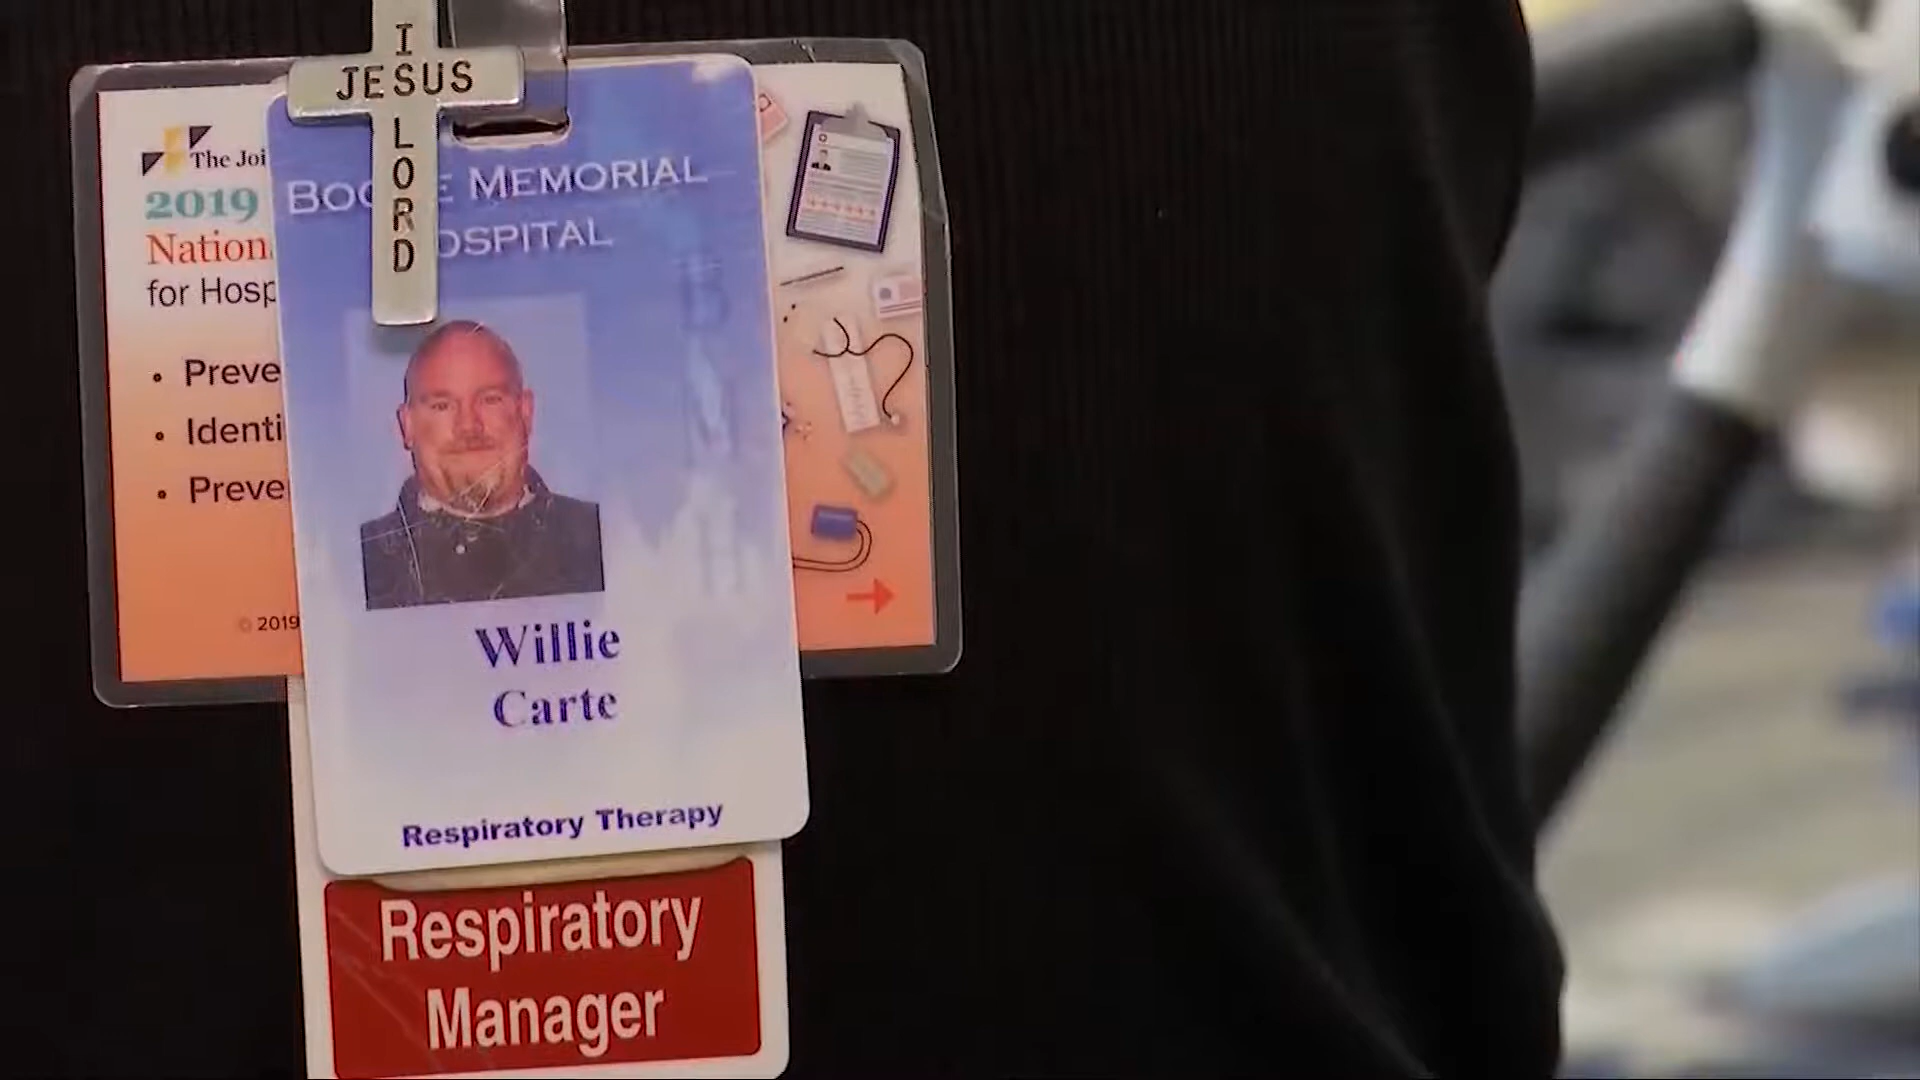 I
JESUS
L
O
R
D
The Joi
2019
Nation
for Hosp
• Preve
• Identi
• Preve
© 2019
BOO E MEMORIAL
OSPITAL
B
M
H
Willie
Carte
Respiratory Therapy
Respiratory
Manager